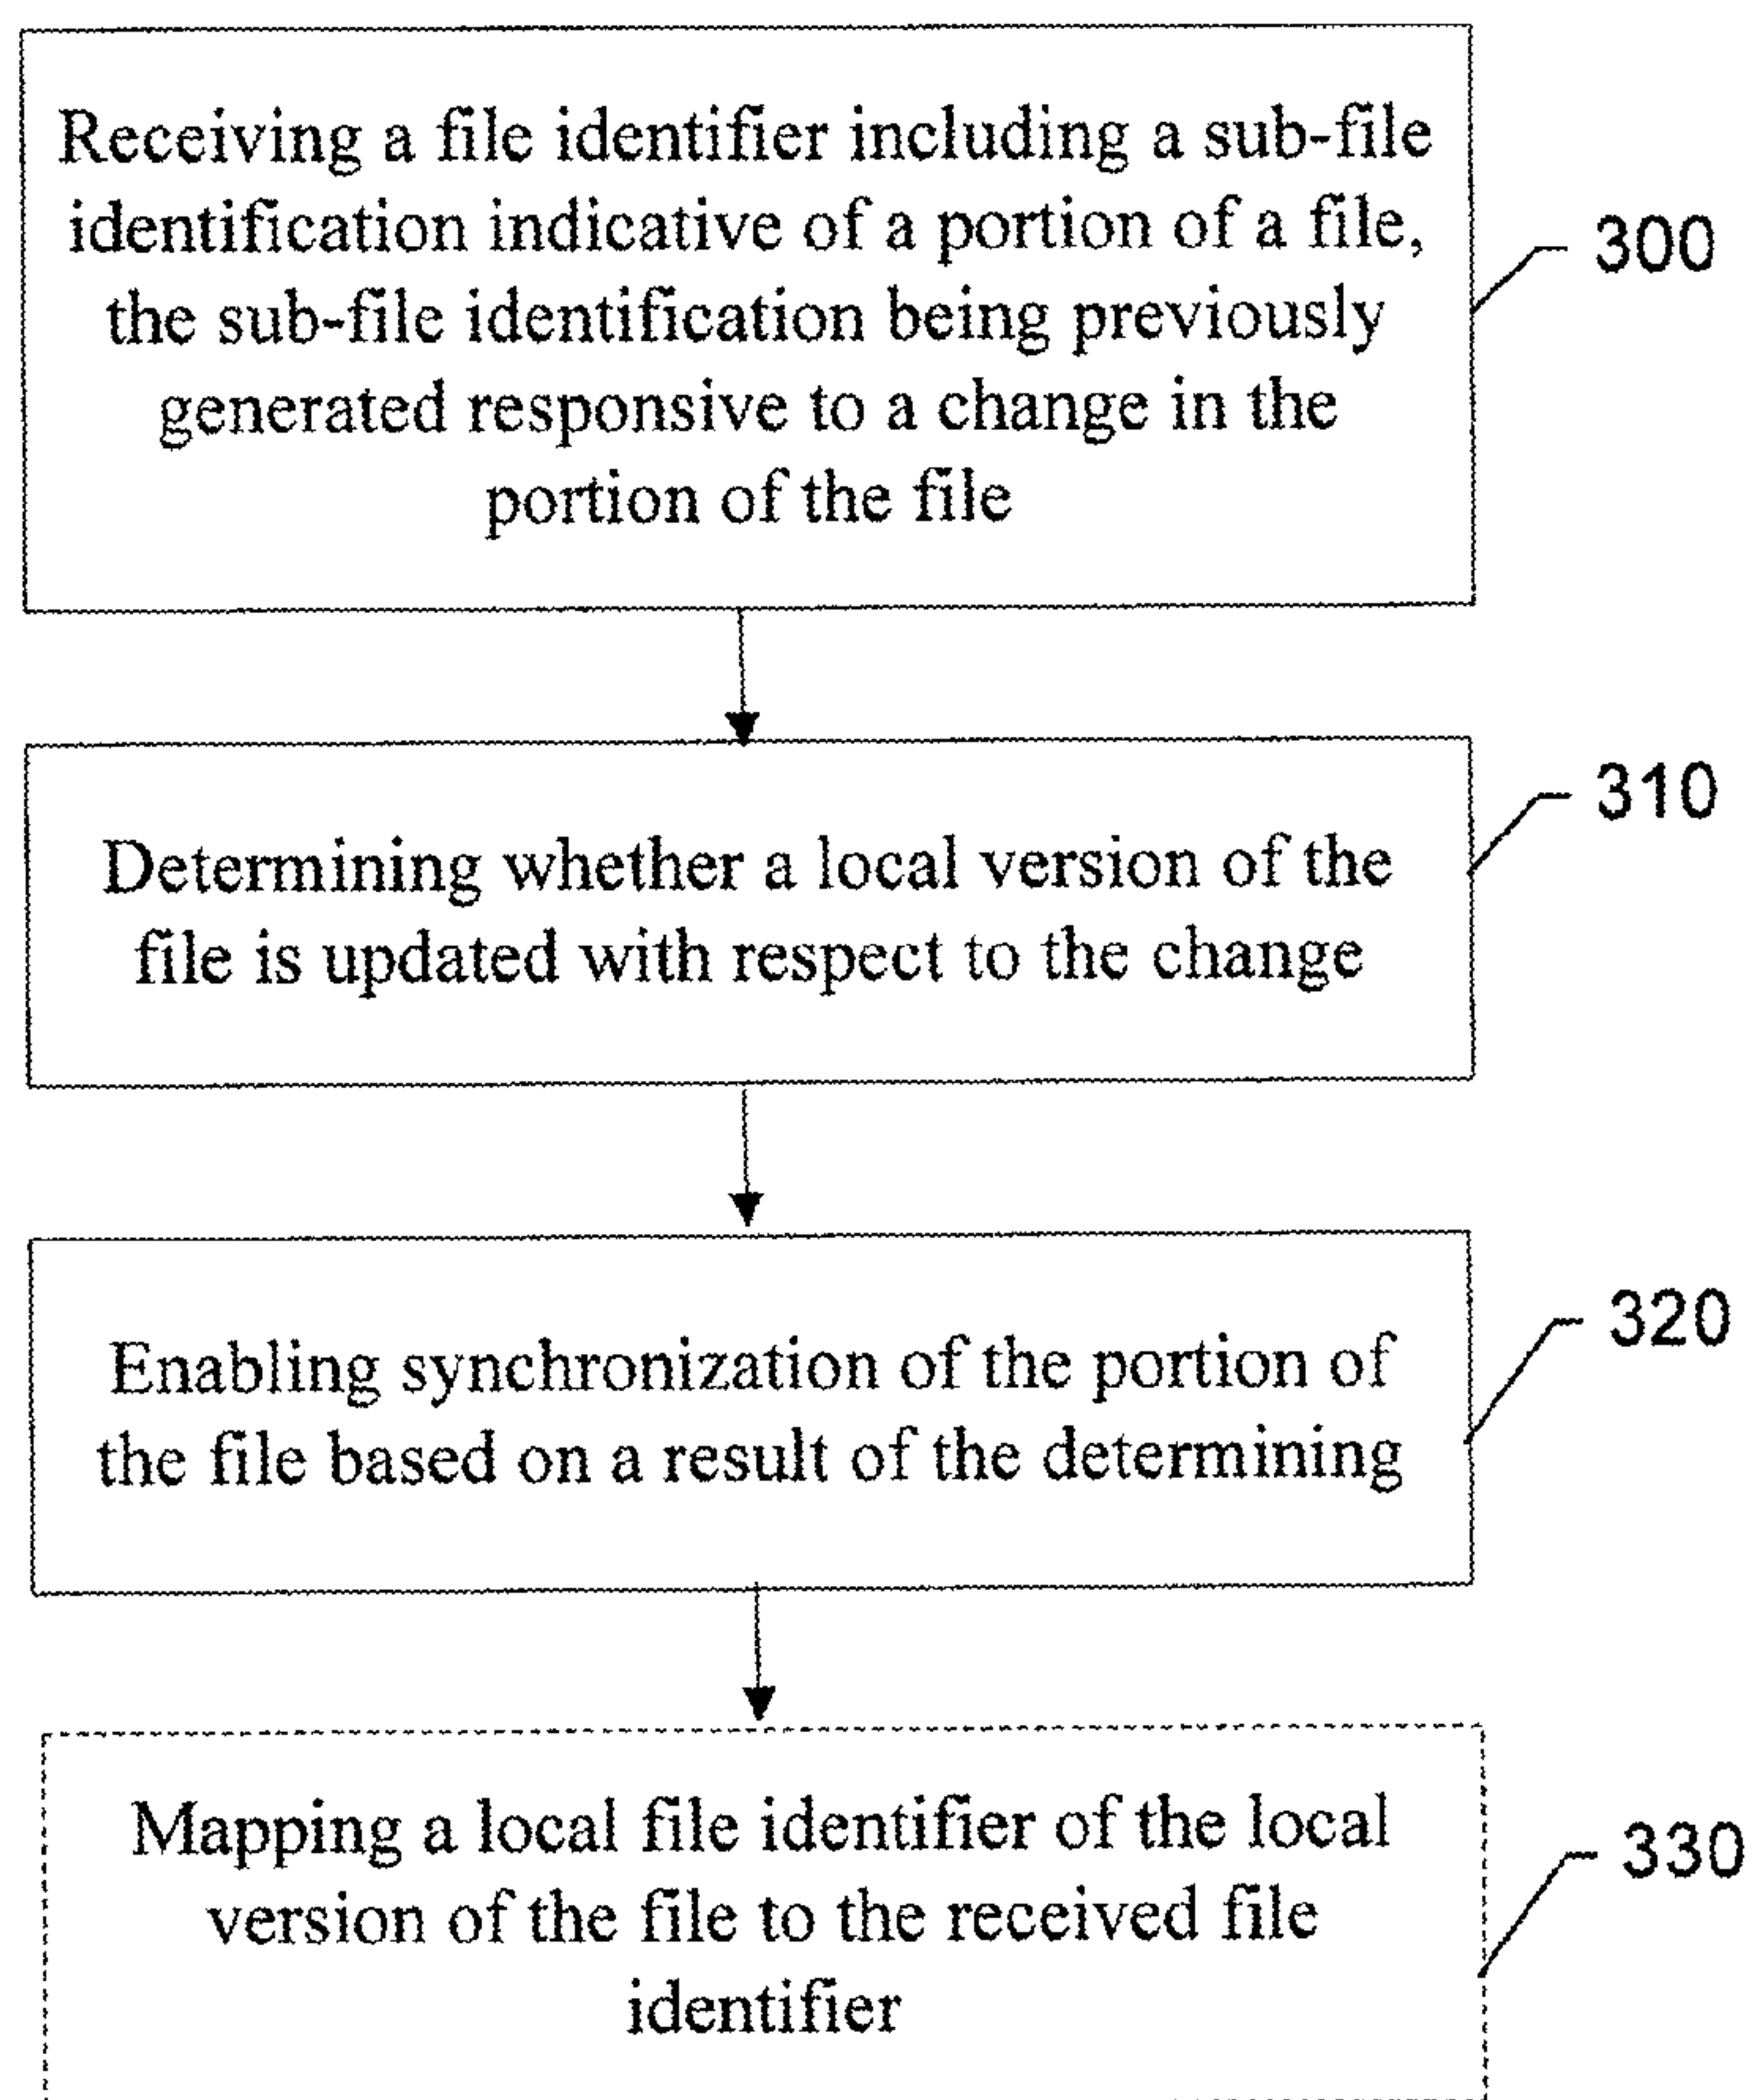 Receiving a file identifier including a sub-file
identification indicative of a portion of a file,
the sub-file identification being previously
generated responsive to a change in the
portion of the file
300
Determining whether a local version of the
file is updated with respect to the change
310
Enabling synchronization of the portion of
the file based on a result of the determining
320
Mapping a local file identifier of the local
version of the file to the received file
identifier
330